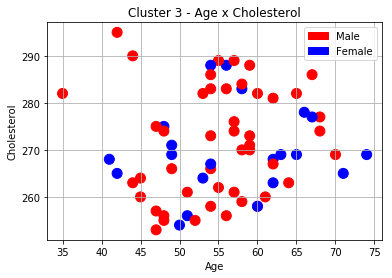 Cluster 3 - Age x Cholesterol
Male
Female
Cholesterol
290
280
270
260
35 40 45 50 55 60 65 70 75
Age